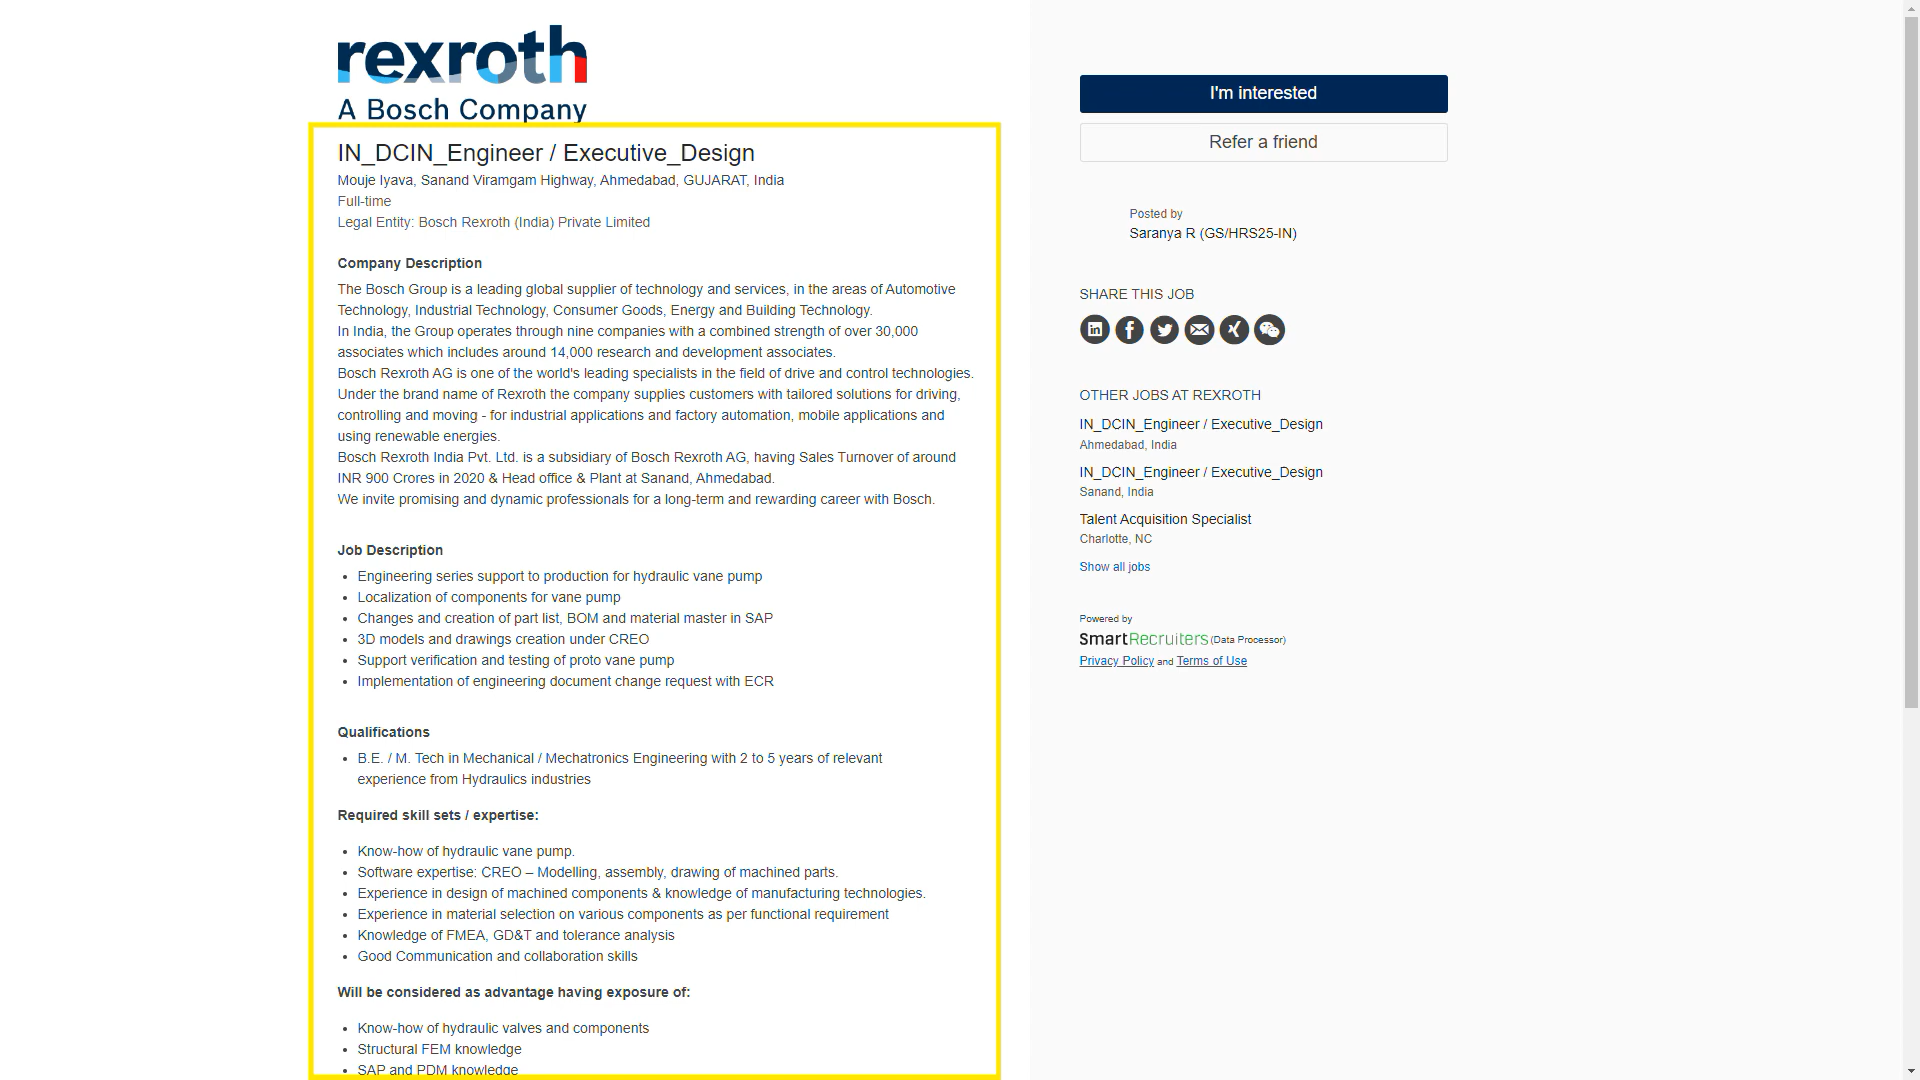 rexroth
A Bosch Company
IN_DCIN_Engineer / Executive_Design
Mouje Iyava, Sanand Viramgam Highway, Ahmedabad, GUJARAT, India
Full-time
Legal Entity: Bosch Rexroth (India) Private Limited
Company Description
The Bosch Group is a leading global supplier of technology and services, in the areas of Automotive
Technology, Industrial Technology, Consumer Goods, Energy and Building Technology.
In India, the Group operates through nine companies with a combined strength of over 30,000
associates which includes around 14,000 research and development associates.
Bosch Rexroth AG is one of the world's leading specialists in the field of drive and control technologies.
Under the brand name of Rexroth the company supplies customers with tailored solutions for driving,
controlling and moving - for industrial applications and factory automation, mobile applications and
using renewable energies.
Bosch Rexroth India Pvt. Ltd. is a subsidiary of Bosch Rexroth AG, having Sales Turnover of around
INR 900 Crores in 2020 & Head office & Plant at Sanand, Ahmedabad.
We invite promising and dynamic professionals for a long-term and rewarding career with Bosch.
Job Description
• Engineering series support to production for hydraulic vane pump
• Localization of components for vane pump
• Changes and creation of part list, BOM and material master in SAP
• 3D models and drawings creation under CREO
• Support verification and testing of proto vane pump
• Implementation of engineering document change request with ECR
Qualifications
• B.E. / M. Tech in Mechanical / Mechatronics Engineering with 2 to 5 years of relevant
experience from Hydraulics industries
Required skill sets / expertise:
• Know-how of hydraulic vane pump.
• Software expertise: CREO – Modelling, assembly, drawing of machined parts.
• Experience in design of machined components & knowledge of manufacturing technologies.
• Experience in material selection on various components as per functional requirement
• Knowledge of FMEA, GD&T and tolerance analysis
• Good Communication and collaboration skills
Will be considered as advantage having exposure of:
• Know-how of hydraulic valves and components
• Structural FEM knowledge
• SAP and PDM knowledge
I'm interested
Refer a friend
Posted by
Saranya R (GS/HRS25-IN)
SHARE THIS JOB
OTHER JOBS AT REXROTH
IN_DCIN_Engineer / Executive_Design
Ahmedabad, India
IN_DCIN_Engineer / Executive_Design
Sanand, India
Talent Acquisition Specialist
Charlotte, NC
Show all jobs
Powered by
SmartRecruiters (Data Processor)
Privacy Policy and Terms of Use